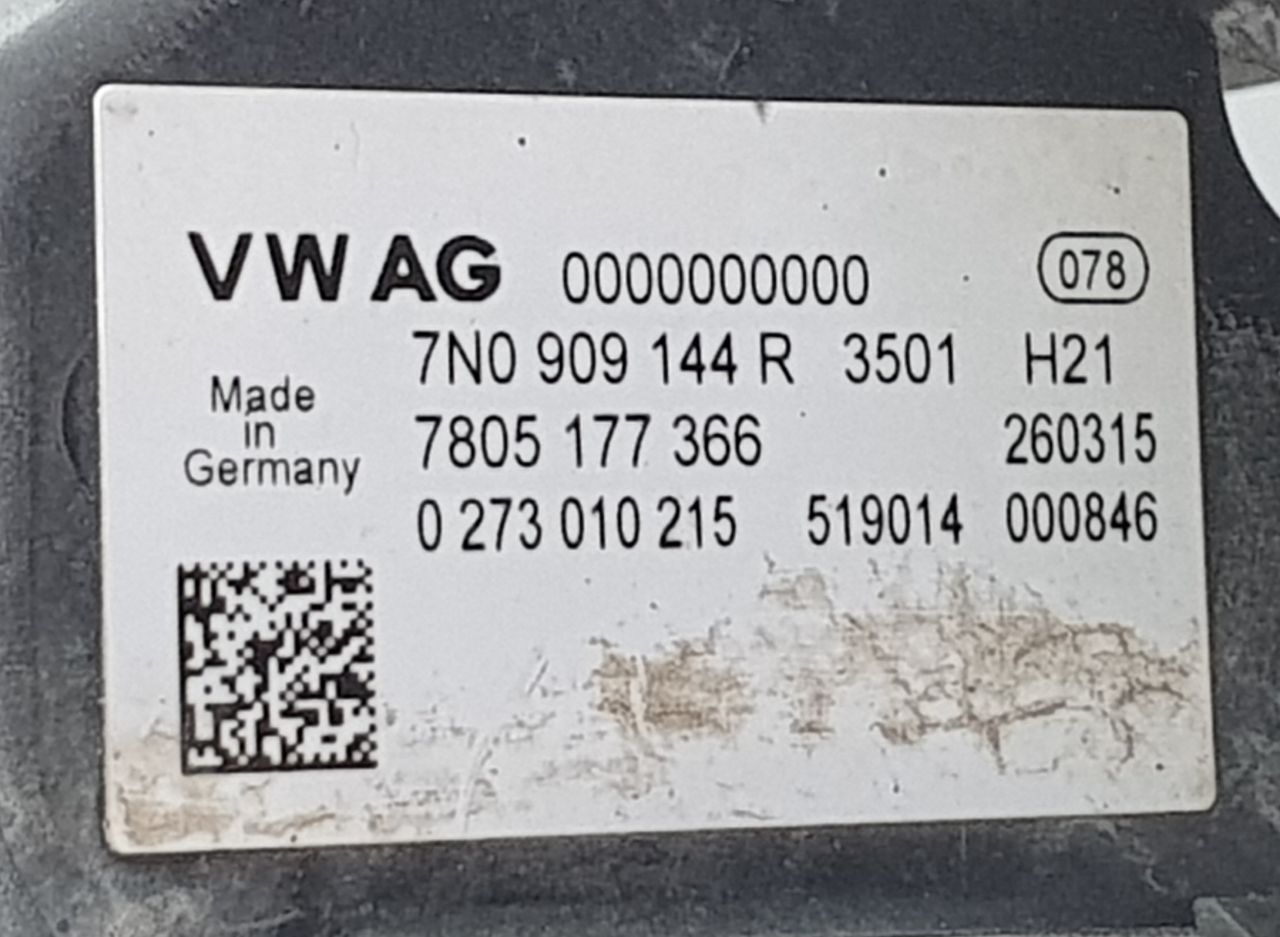 VW AG 0000000000 078
7N0 909 144 R 3501 H21
Made
in
Germany
7805 177 366 260315
0 273 010 215 519014 000846